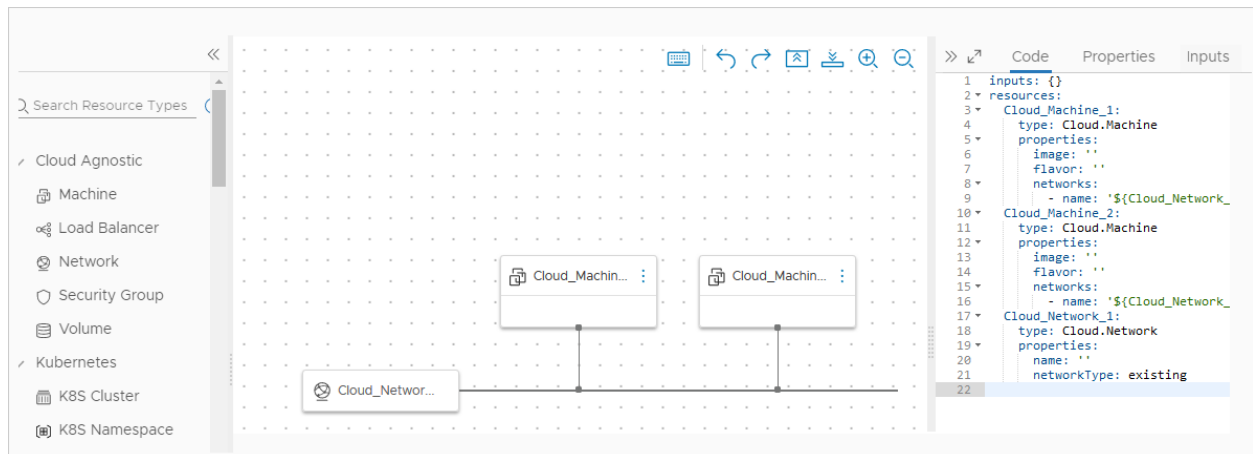 Search Resource Types
Cloud Agnostic
Machine
Load Balancer
Network
Security Group
Volume
Kubernetes
K8S Cluster
K8S Namespace
Cloud_Machin...
Cloud_Machin...
Cloud_Networ...
Code Properties Inputs
1 inputs: {}
2 resources:
3 Cloud_Machine_1:
4 type: Cloud.Machine
5 properties:
6 image: ''
7 flavor: ''
8 networks:
9 - name: '${Cloud_Network_
10 Cloud_Machine_2:
11 type: Cloud.Machine
12 properties:
13 image: ''
14 flavor: ''
15 networks:
16 - name: '${Cloud_Network_
17 Cloud_Network_1:
18 type: Cloud.Network
19 properties:
20 name: ''
21 networkType: existing
22